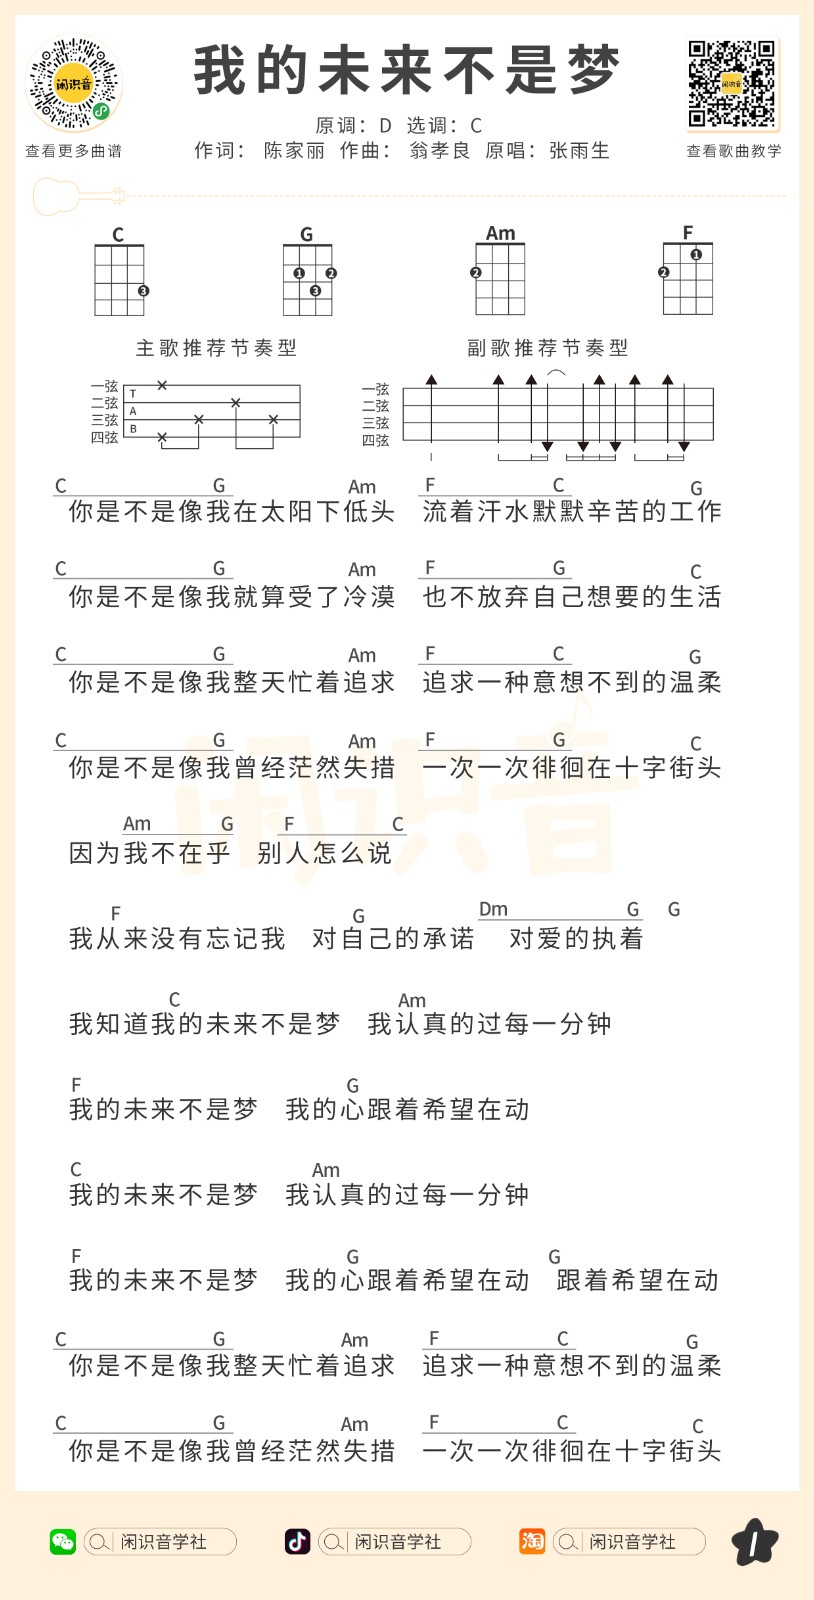 闲识音
我的未来不是梦
闲识音
原调：D 选调：C
查看更多曲谱
作词： 陈家丽 作曲： 翁孝良 原唱：张雨生
查看歌曲教学
C G Am F
3
1 2 3
2
1 2
主歌推荐节奏型 副歌推荐节奏型
一弦
二弦
三弦
四弦
T
A
B
一弦
二弦
三弦
四弦
C G Am F C G
你是不是像我在太阳下低头 流着汗水默默辛苦的工作
C G Am F G C
你是不是像我就算受了冷漠 也不放弃自己想要的生活
C G Am F C G
你是不是像我整天忙着追求 追求一种意想不到的温柔
C G Am F G C
你是不是像我曾经茫然失措 一次一次徘徊在十字街头
闲识音
Am G F C
因为我不在乎 别人怎么说
F G Dm G G
我从来没有忘记我 对自己的承诺 对爱的执着
C Am
我知道我的未来不是梦 我认真的过每一分钟
F G
我的未来不是梦 我的心跟着希望在动
C Am
我的未来不是梦 我认真的过每一分钟
F G G
我的未来不是梦 我的心跟着希望在动 跟着希望在动
C G Am F C G
你是不是像我整天忙着追求 追求一种意想不到的温柔
C G Am F C C
你是不是像我曾经茫然失措 一次一次徘徊在十字街头
闲识音学社 闲识音学社 淘 闲识音学社 1